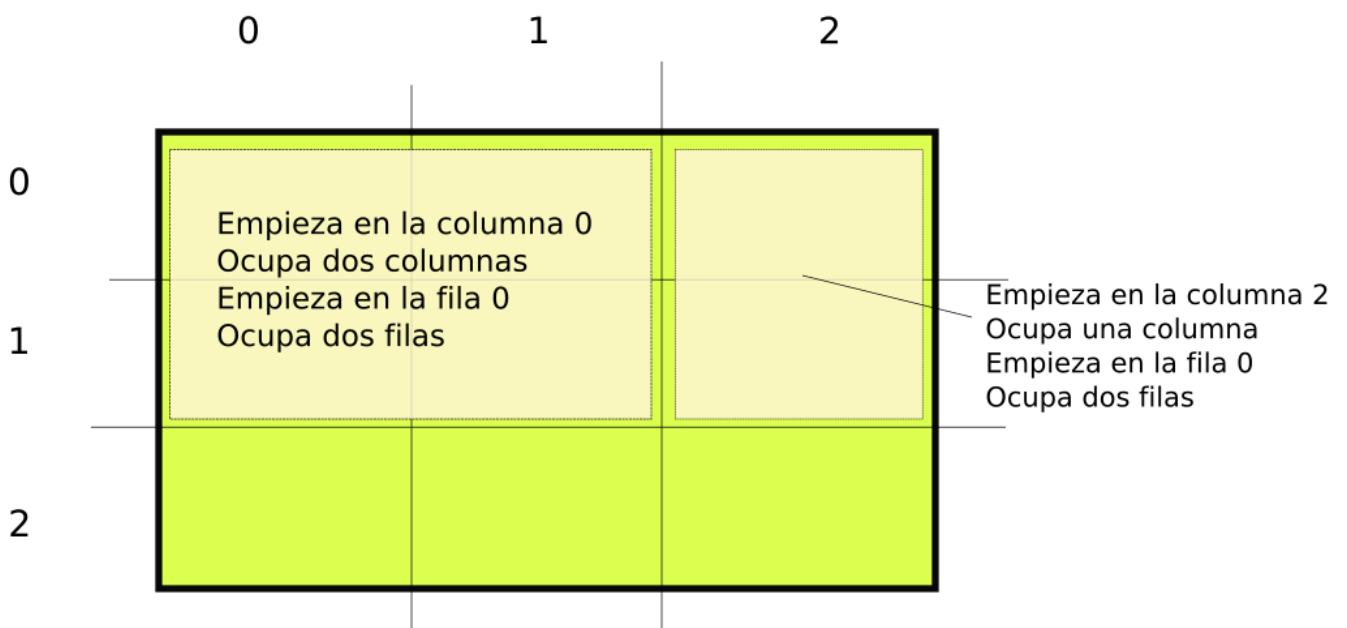 0 1 2
0
Empieza en la columna 0
Ocupa dos columnas
Empieza en la fila 0
Ocupa dos filas
Empieza en la columna 2
Ocupa una columna
Empieza en la fila 0
Ocupa dos filas
1
2